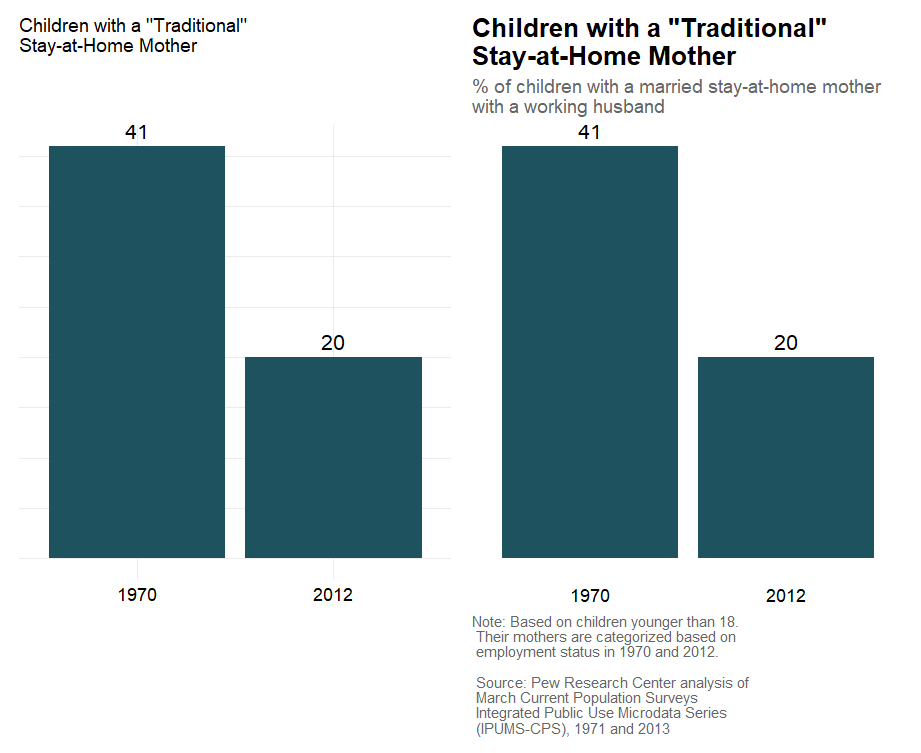 Children with a "Traditional"
Stay-at-Home Mother
41
20
1970
2012
Children with a "Traditional"
Stay-at-Home Mother
% of children with a married stay-at-home mother
with a working husband
41
20
1970
2012
Note: Based on children younger than 18.
Their mothers are categorized based on
employment status in 1970 and 2012.
Source: Pew Research Center analysis of
March Current Population Surveys
Integrated Public Use Microdata Series
(IPUMS-CPS), 1971 and 2013